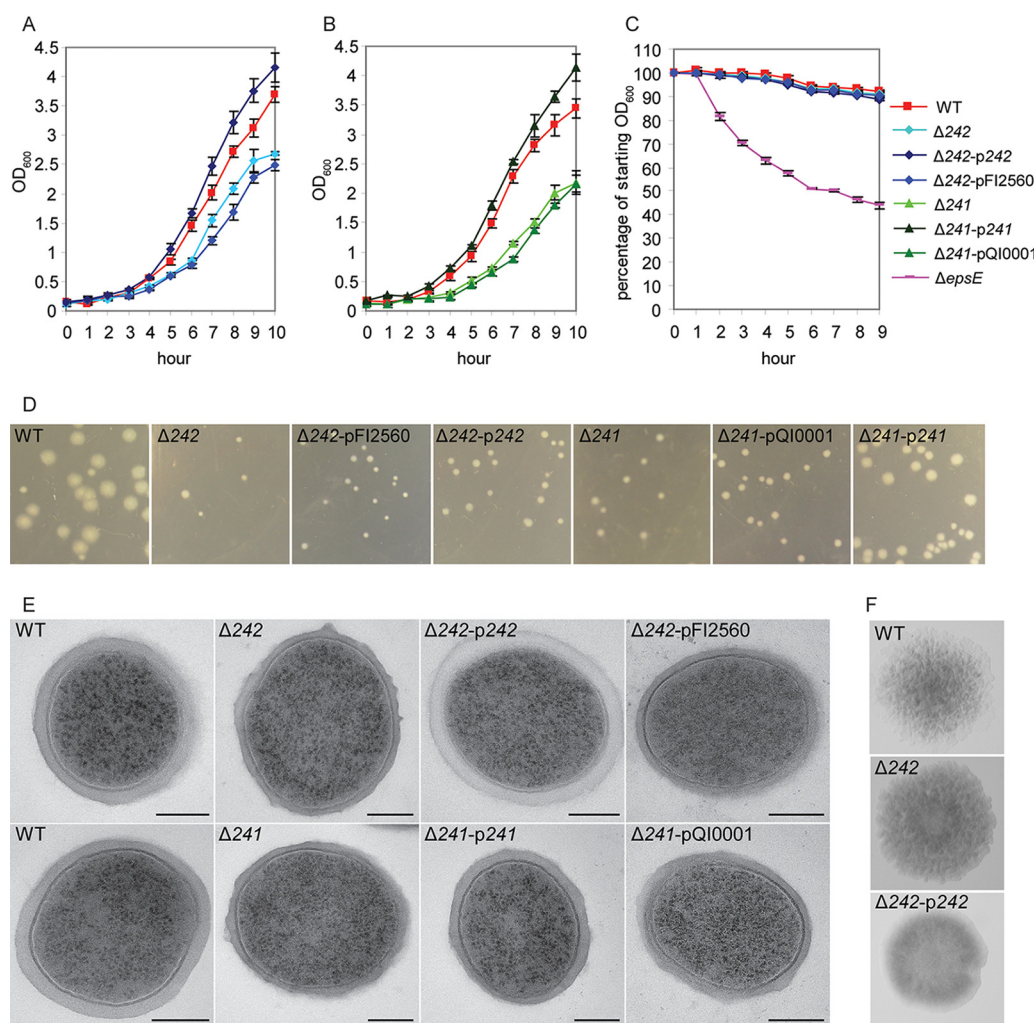 A
OD600
4.5
4
3.5
3
2.5
2
1.5
1
0.5
0
0 1 2 3 4 5 6 7 8 9 10
hour
B
OD600
4.5
4
3.5
3
2.5
2
1.5
1
0.5
0
0 1 2 3 4 5 6 7 8 9 10
hour
C
percentage of starting OD600
110
100
90
80
70
60
50
40
30
20
10
0
0 1 2 3 4 5 6 7 8 9
hour
WT
Δ242
Δ242-p242
Δ242-pFI2560
Δ241
Δ241-p241
Δ241-pQI0001
ΔepsE
D
WT Δ242 Δ242-pFI2560 Δ242-p242 Δ241 Δ241-pQI0001 Δ241-p241
E
WT Δ242 Δ242-p242 Δ242-pFI2560
WT Δ241 Δ241-p241 Δ241-pQI0001
F
WT
Δ242
Δ242-p242